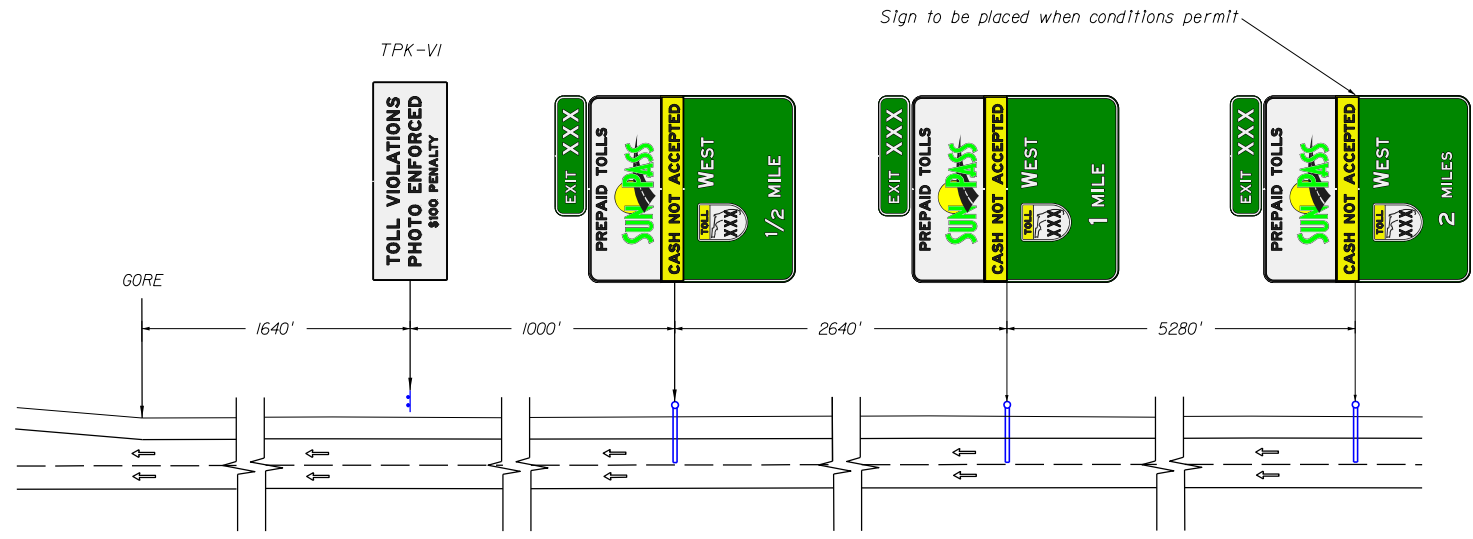 Sign to be placed when conditions permit
TPK-VI
TOLL VIOLATIONS
PHOTO ENFORCED
$100 PENALTY
EXIT XXX
PREPAID TOLLS
SUN PASS
CASH NOT ACCEPTED
WEST
TOLL
XXX
1/2 MILE
EXIT XXX
PREPAID TOLLS
SUN PASS
CASH NOT ACCEPTED
WEST
TOLL
XXX
1 MILE
EXIT XXX
PREPAID TOLLS
SUN PASS
CASH NOT ACCEPTED
WEST
TOLL
XXX
2 MILES
GORE
1640'
1000'
2640'
5280'